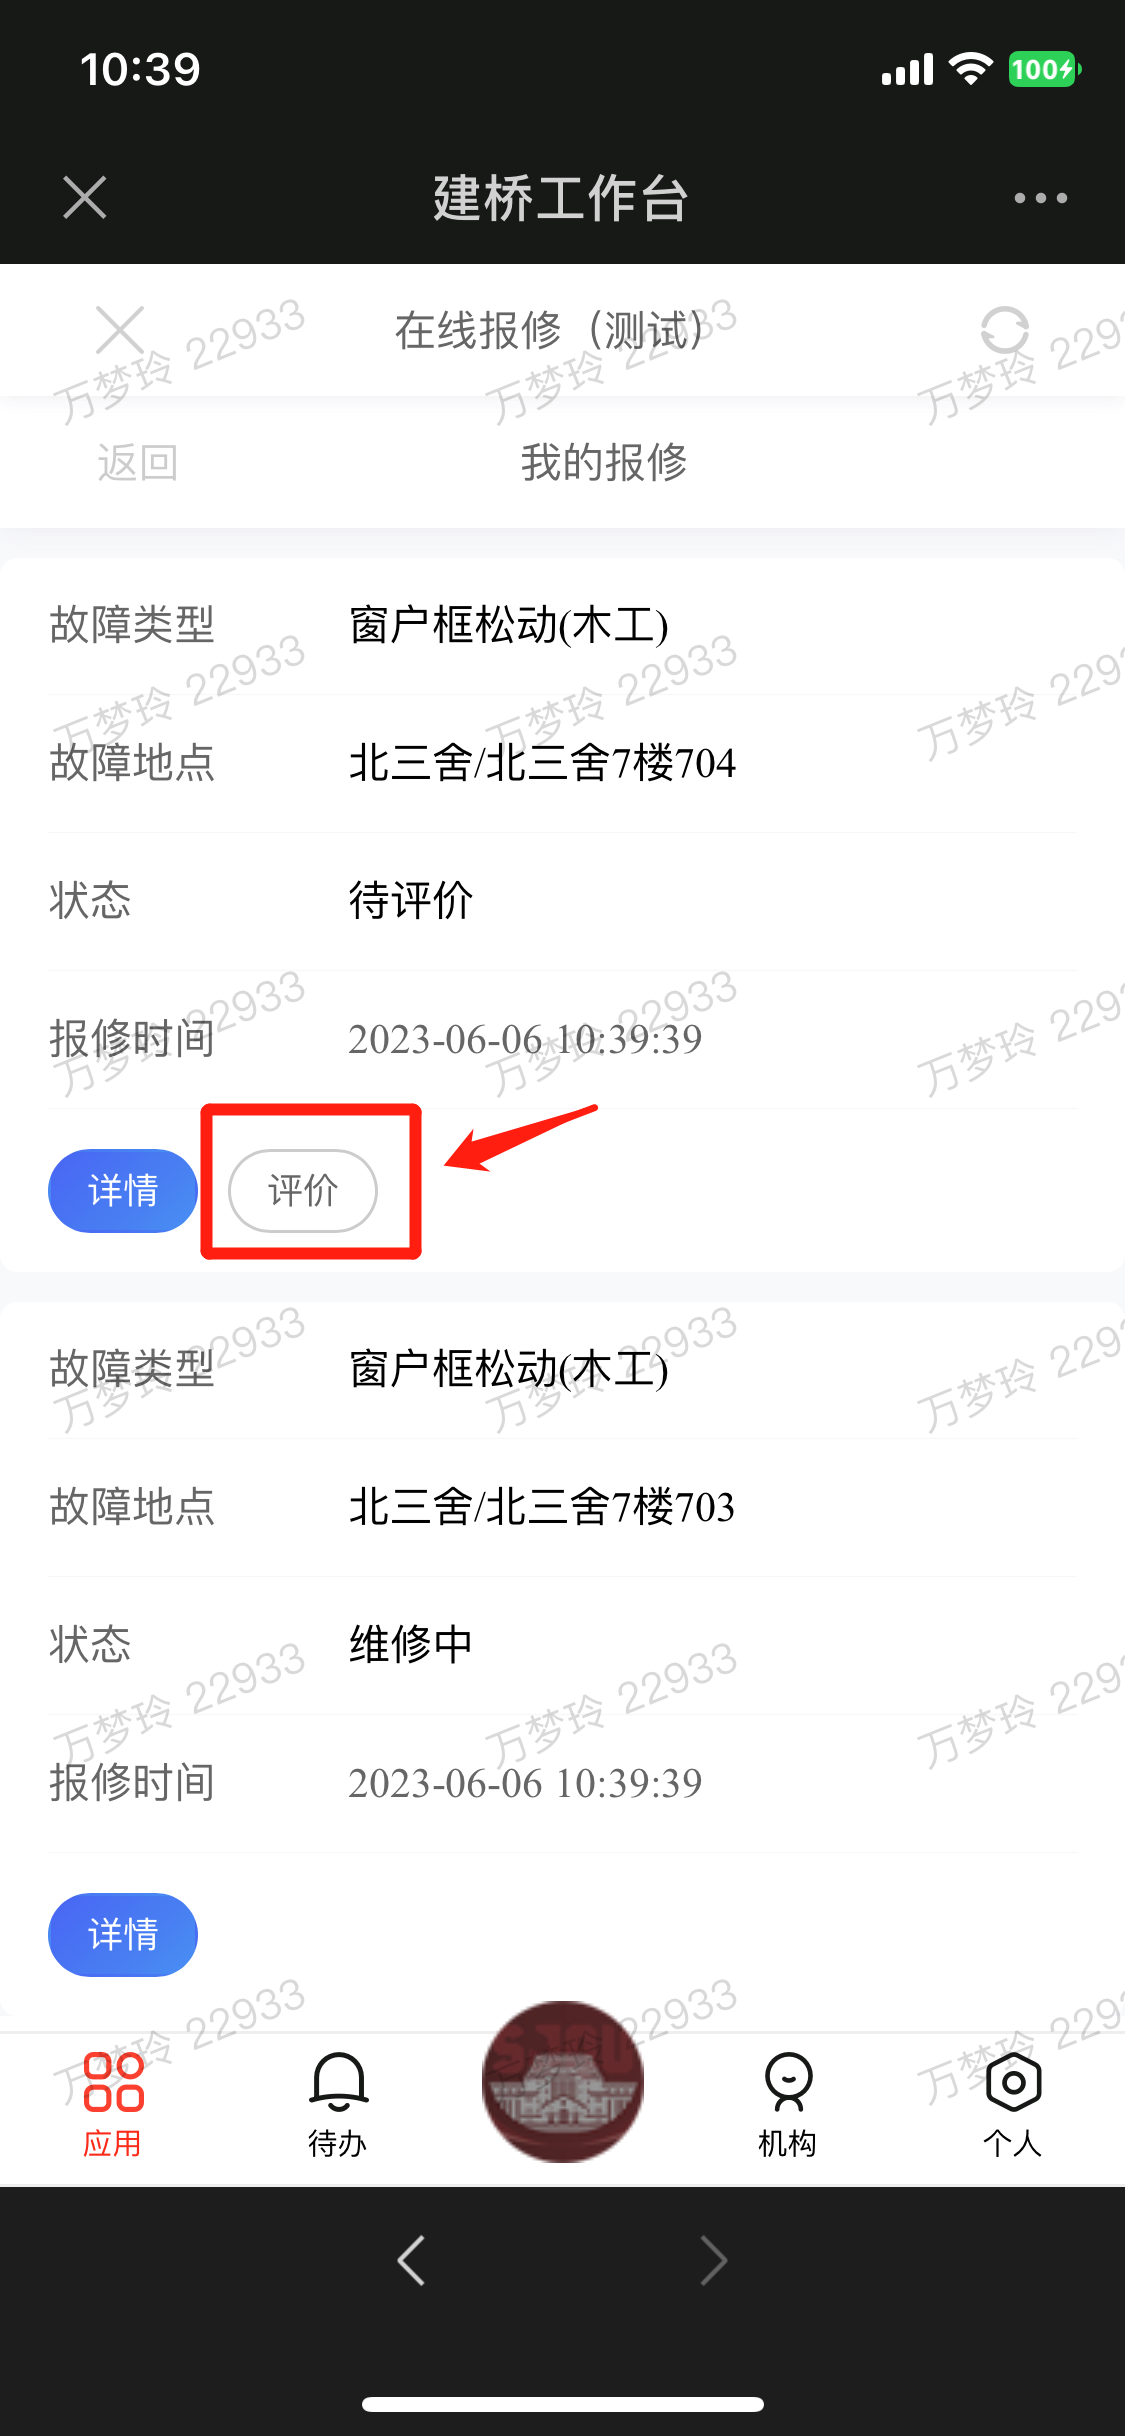 10:39
100
建桥工作台
在线报修（测试）
返回
我的报修
故障类型
窗户框松动(木工)
故障地点
北三舍/北三舍7楼704
状态
待评价
报修时间
2023-06-06 10:39:39
详情
评价
故障类型
窗户框松动(木工)
故障地点
北三舍/北三舍7楼703
状态
维修中
报修时间
2023-06-06 10:39:39
详情
应用
待办
机构
个人
万梦玲 22933